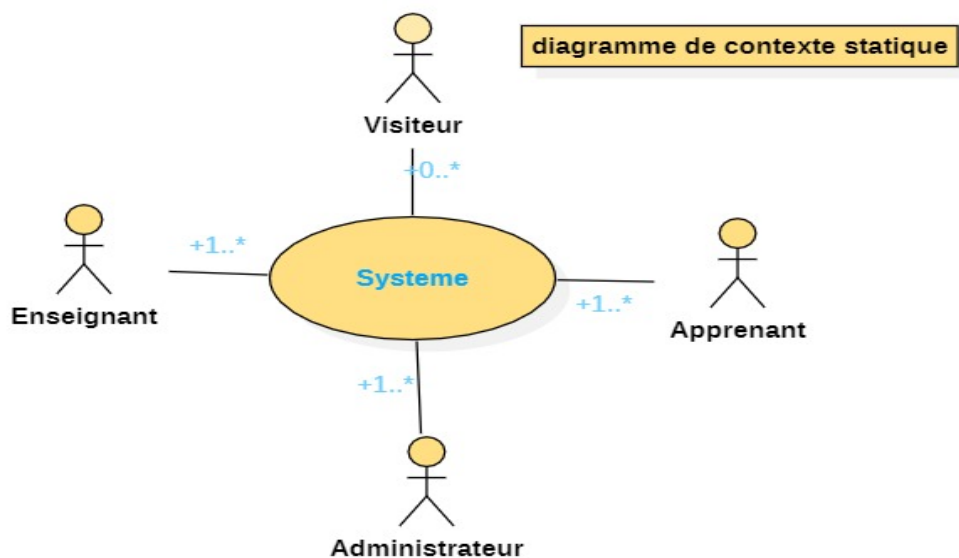 diagramme de contexte statique
Visiteur
+0..*
+1..*
Systeme
Enseignant
+1..*
Apprenant
+1..*
Administrateur